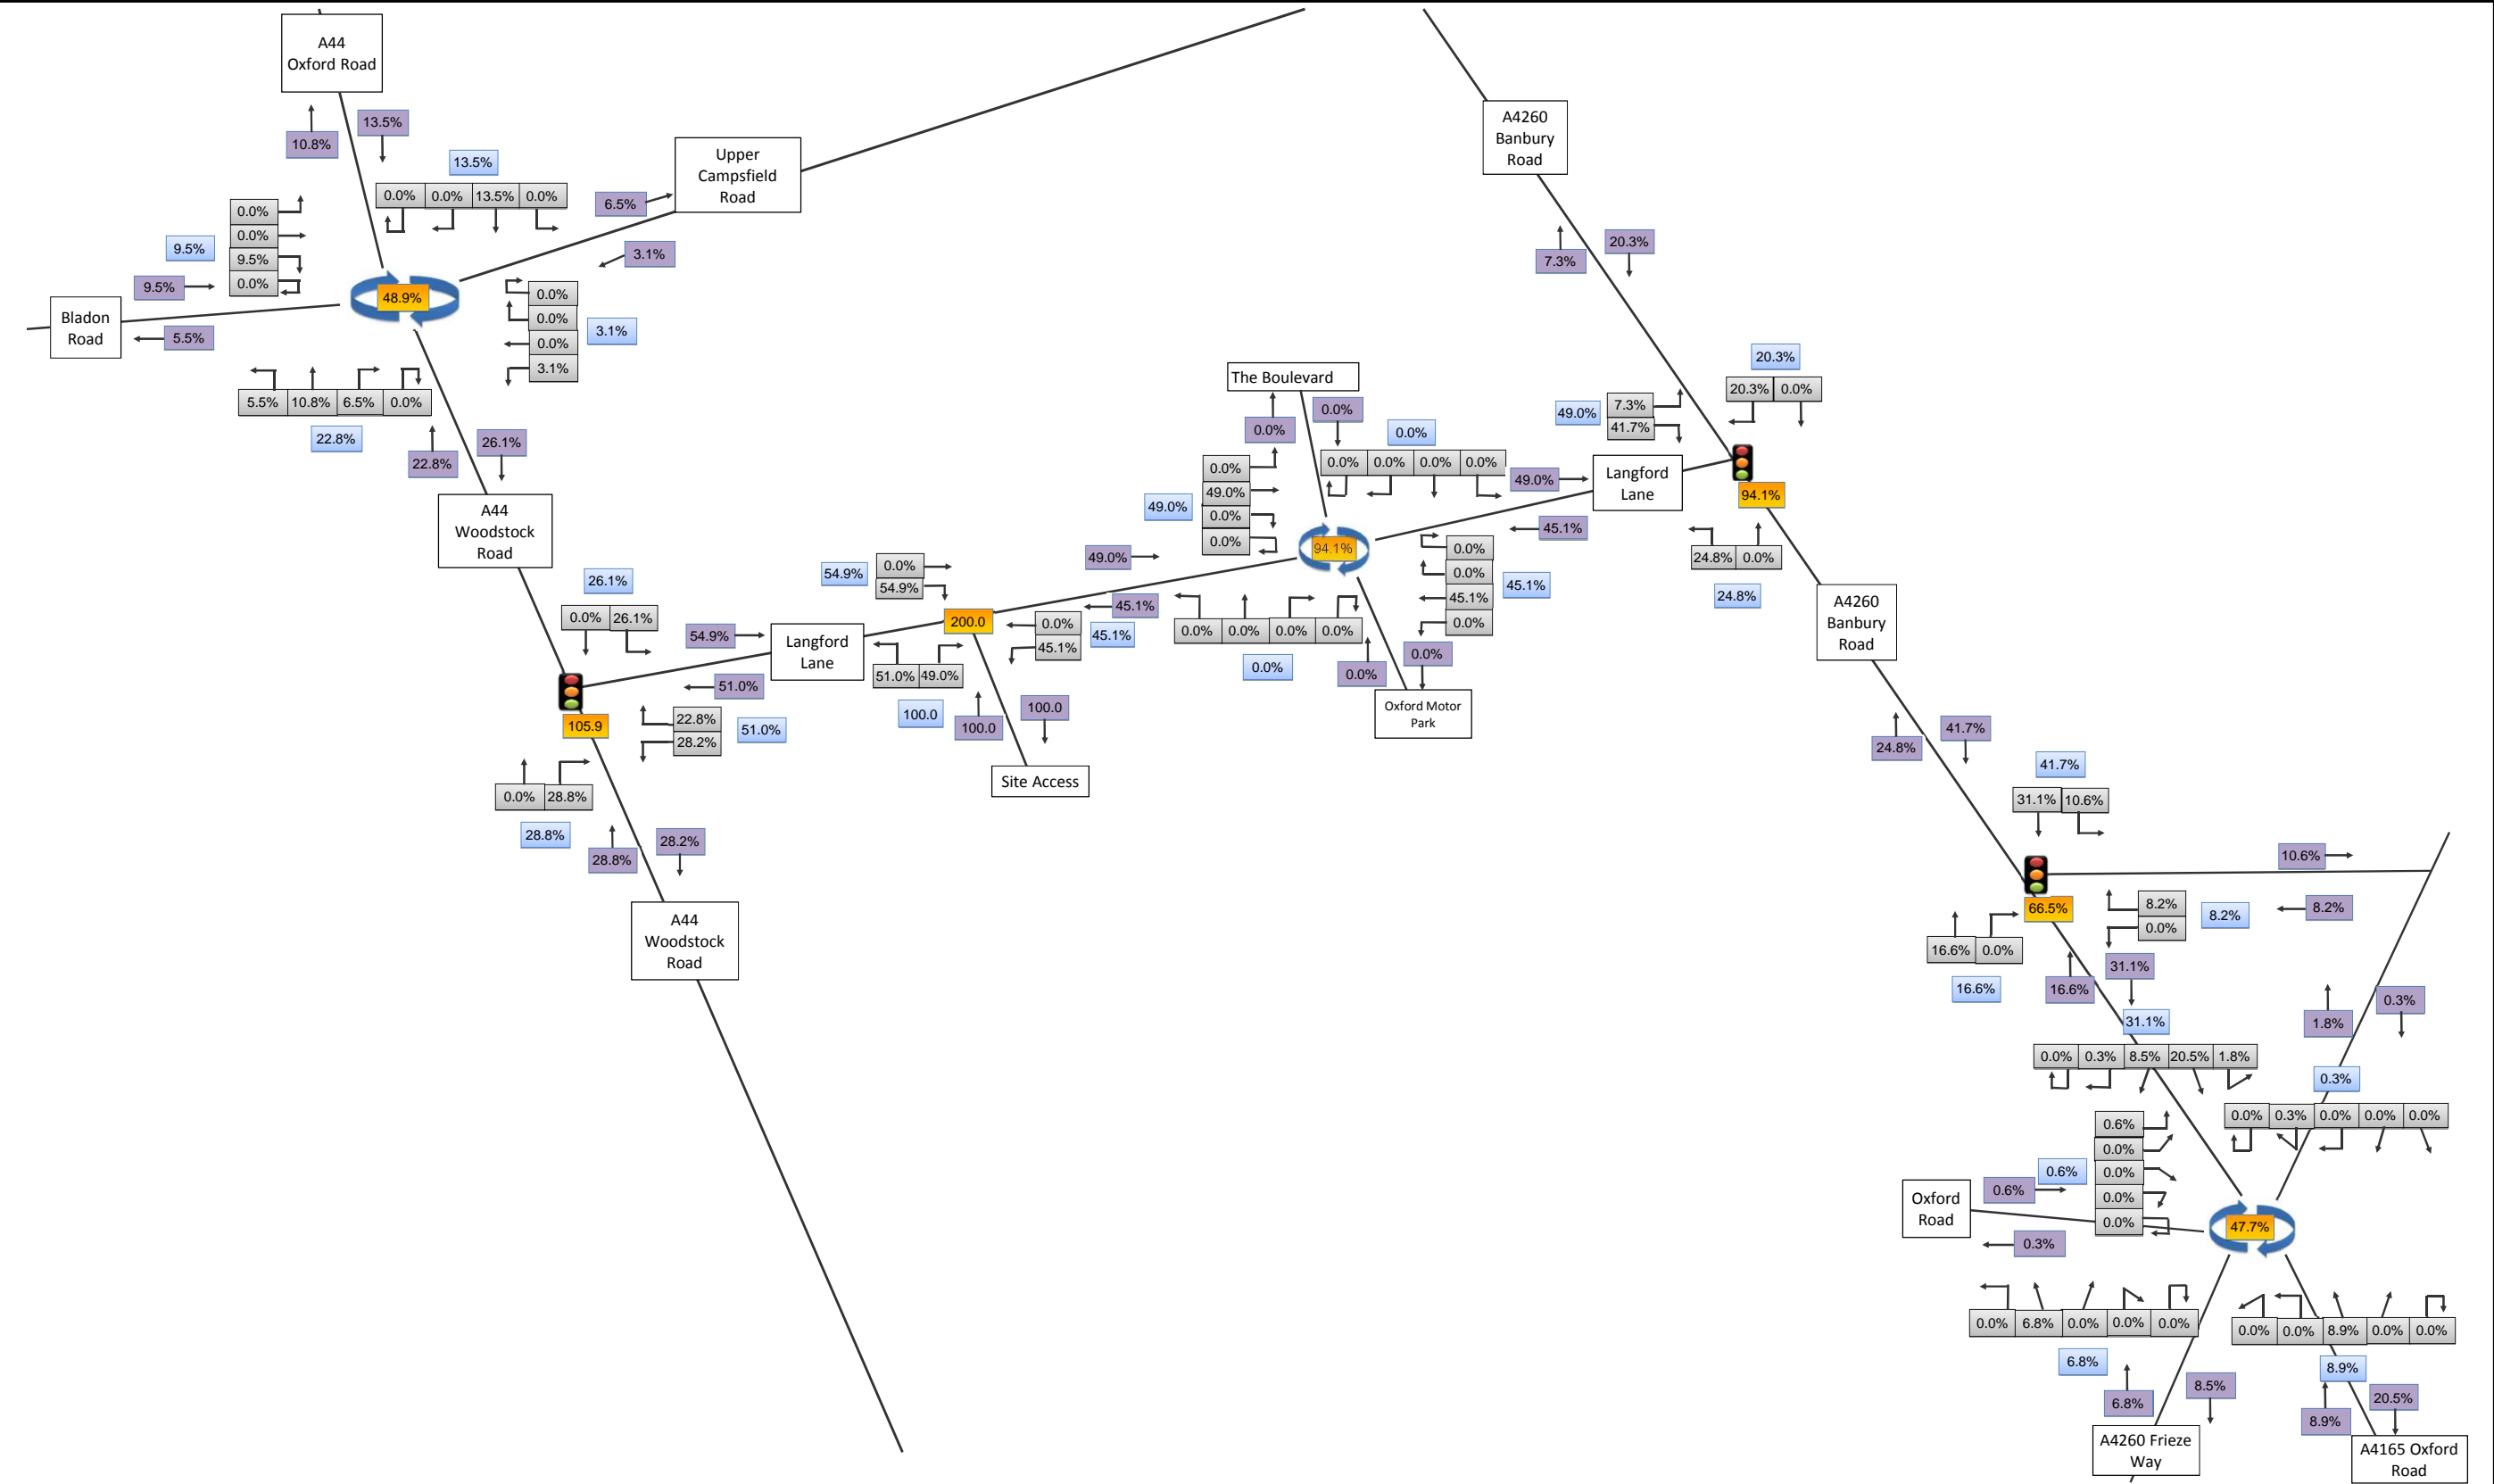 A44
Oxford Road
13.5%
10.8%
13.5%
0.0% 0.0% 13.5% 0.0%
Upper
Campsfield
Road
6.5%
3.1%
0.0%
0.0%
9.5%
0.0%
9.5%
9.5%
48.9%
Bladon
Road
5.5%
0.0%
0.0%
0.0%
3.1%
3.1%
5.5% 10.8% 6.5% 0.0%
22.8%
22.8%
26.1%
A44
Woodstock
Road
26.1%
0.0% 26.1%
54.9%
Langford
Lane
51.0%
105.9
22.8%
28.2%
51.0%
0.0% 28.8%
28.8%
28.8%
28.2%
A44
Woodstock
Road
54.9%
0.0%
54.9%
200.0
49.0%
45.1%
0.0%
45.1%
45.1%
51.0% 49.0%
100.0
100.0
100.0
Site Access
The Boulevard
0.0%
0.0%
0.0%
0.0% 0.0% 0.0% 0.0%
0.0%
49.0%
0.0%
0.0%
49.0%
94.1%
49.0%
45.1%
0.0%
0.0%
45.1%
0.0%
45.1%
0.0% 0.0% 0.0% 0.0%
0.0%
0.0%
0.0%
Oxford Motor
Park
A4260
Banbury
Road
7.3%
20.3%
20.3%
20.3% 0.0%
49.0%
7.3%
41.7%
Langford
Lane
94.1%
24.8% 0.0%
24.8%
A4260
Banbury
Road
24.8%
41.7%
41.7%
31.1% 10.6%
10.6%
66.5%
8.2%
0.0%
8.2%
8.2%
16.6% 0.0%
16.6%
16.6%
31.1%
31.1%
0.0% 0.3% 8.5% 20.5% 1.8%
1.8%
0.3%
0.3%
0.0% 0.3% 0.0% 0.0% 0.0%
0.6%
0.0%
0.0%
0.0%
0.0%
0.6%
0.6%
Oxford
Road
0.3%
47.7%
0.0% 6.8% 0.0% 0.0% 0.0%
6.8%
6.8%
8.5%
A4260 Frieze
Way
0.0% 0.0% 8.9% 0.0% 0.0%
8.9%
8.9%
20.5%
A4165 Oxford
Road